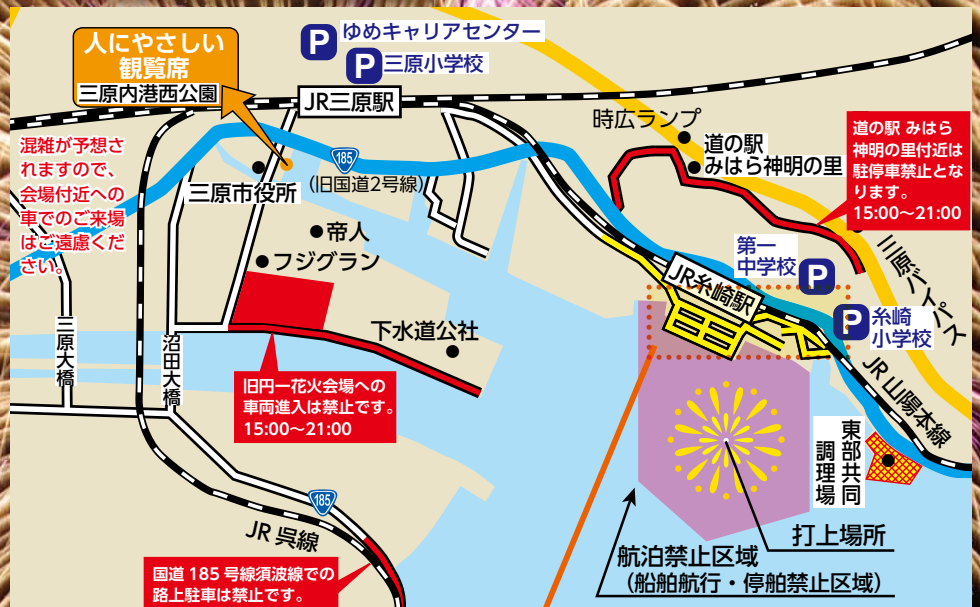 人にやさしい
観覧席
三原内港西公園
P ゆめキャリアセンター
P 三原小学校
JR三原駅
混雑が予想さ
れますので、
会場付近への
車でのご来場
はご遠慮くだ
さい。
三原市役所
185
(旧国道2号線)
帝人
フジグラン
時広ランプ
道の駅
みはら神明の里
道の駅 みはら
神明の里付近は
駐停車禁止とな
ります。
15:00〜21:00
三原バイパス
第一
中学校
P
JR糸崎駅
P 糸崎
小学校
JR山陽本線
三原大橋
沼田大橋
下水道公社
旧円一花火会場への
車両進入は禁止です。
15:00〜21:00
東部共同
調理場
打上場所
航泊禁止区域
（船舶航行・停舶禁止区域）
185
JR呉線
国道 185 号線須波線での
路上駐車は禁止です。